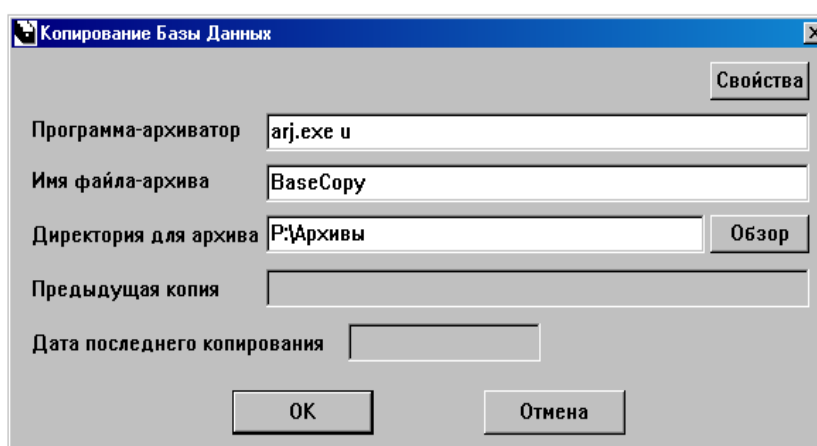 Копирование Базы Данных
Свойства
Программа-архиватор arj.exe u
Имя файла-архива BaseCopy
Директория для архива P:\Архивы Обзор
Предыдущая копия
Дата последнего копирования
OK Отмена